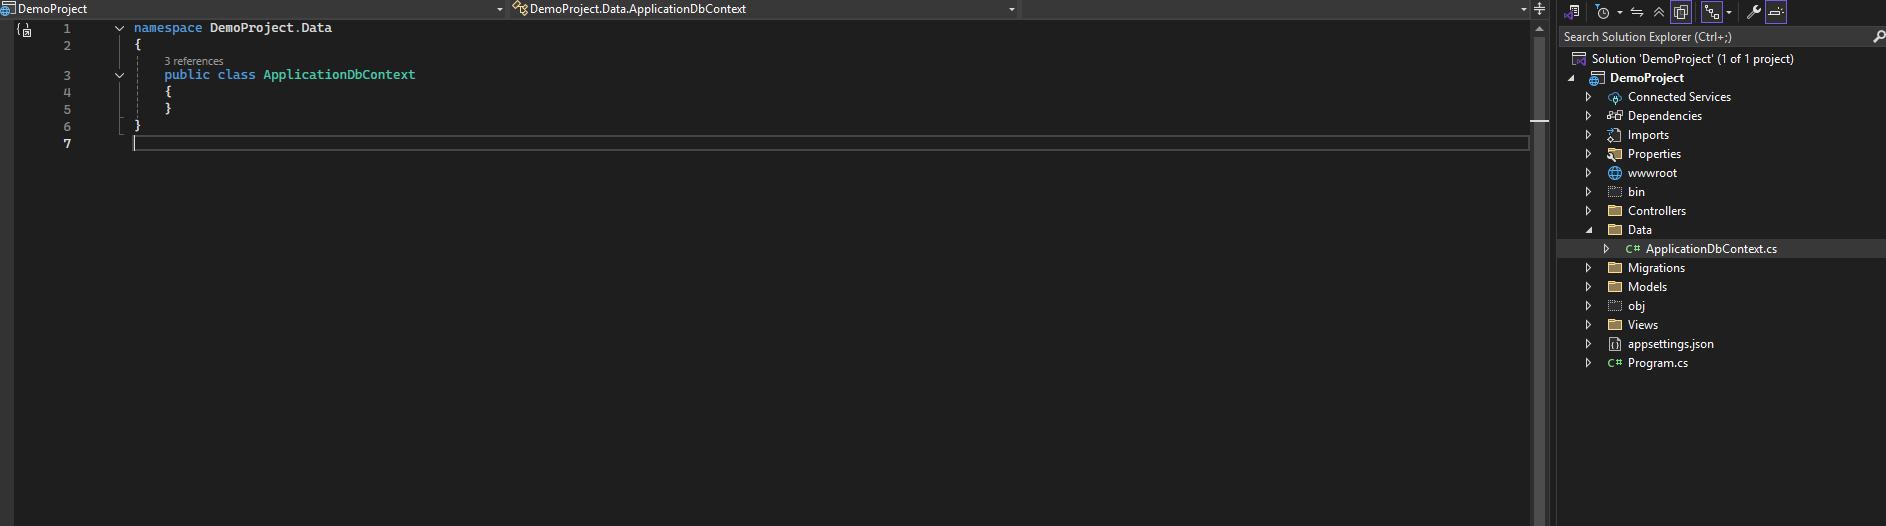 DemoProject
DemoProject.Data.ApplicationDbContext
1 namespace DemoProject.Data
2 {
3 references
3 public class ApplicationDbContext
4 {
5 }
6 }
7
Search Solution Explorer (Ctrl+;)
Solution 'DemoProject' (1 of 1 project)
DemoProject
Connected Services
Dependencies
Imports
Properties
wwwroot
bin
Controllers
Data
C# ApplicationDbContext.cs
Migrations
Models
obj
Views
appsettings.json
C# Program.cs